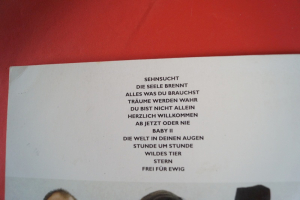 SEHNSUCHT
DIE SEELE BRENNT
ALLES WAS DU BRAUCHST
TRÄUME WERDEN WAHR
DU BIST NICHT ALLEIN
HERZLICH WILLKOMMEN
AB JETZT ODER NIE
BABY II
DIE WELT IN DEINEN AUGEN
STUNDE UM STUNDE
WILDES TIER
STERN
FREI FÜR EWIG